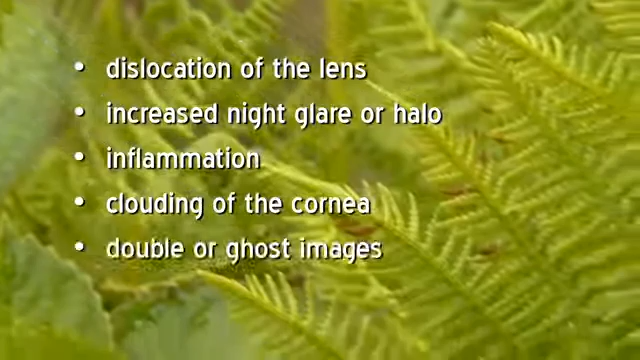 • dislocation of the lens
• increased night glare or halo
• inflammation
• clouding of the cornea
• double or ghost images